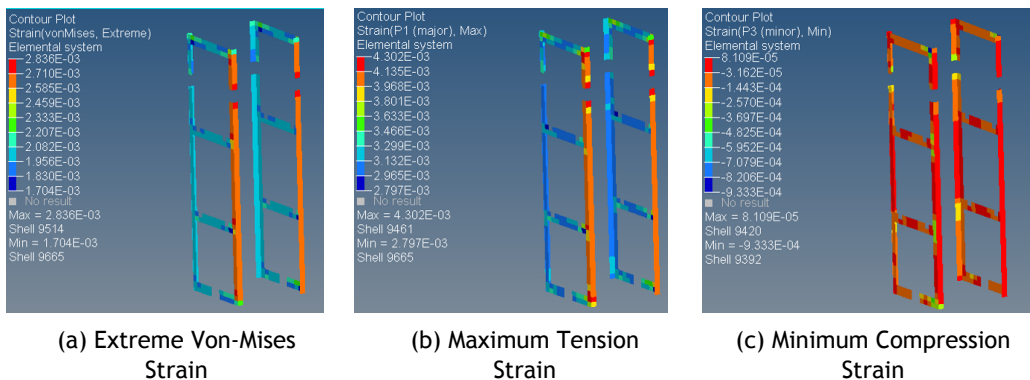 Contour Plot
Strain(vonMises, Extreme)
Elemental system
2.836E-03
2.710E-03
2.585E-03
2.459E-03
2.333E-03
2.207E-03
2.082E-03
1.956E-03
1.830E-03
1.704E-03
No result
Max = 2.836E-03
Shell 9514
Min = 1.704E-03
Shell 9665
(a) Extreme Von-Mises
Strain
Contour Plot
Strain(P1 (major), Max)
Elemental system
4.302E-03
4.135E-03
3.968E-03
3.801E-03
3.633E-03
3.466E-03
3.299E-03
3.132E-03
2.965E-03
2.797E-03
No result
Max = 4.302E-03
Shell 9461
Min = 2.797E-03
Shell 9665
(b) Maximum Tension
Strain
Contour Plot
Strain(P3 (minor), Min)
Elemental system
8.109E-05
-3.162E-05
-1.443E-04
-2.570E-04
-3.697E-04
-4.825E-04
-5.952E-04
-7.079E-04
-8.206E-04
-9.333E-04
No result
Max = 8.109E-05
Shell 9420
Min = -9.333E-04
Shell 9392
(c) Minimum Compression
Strain